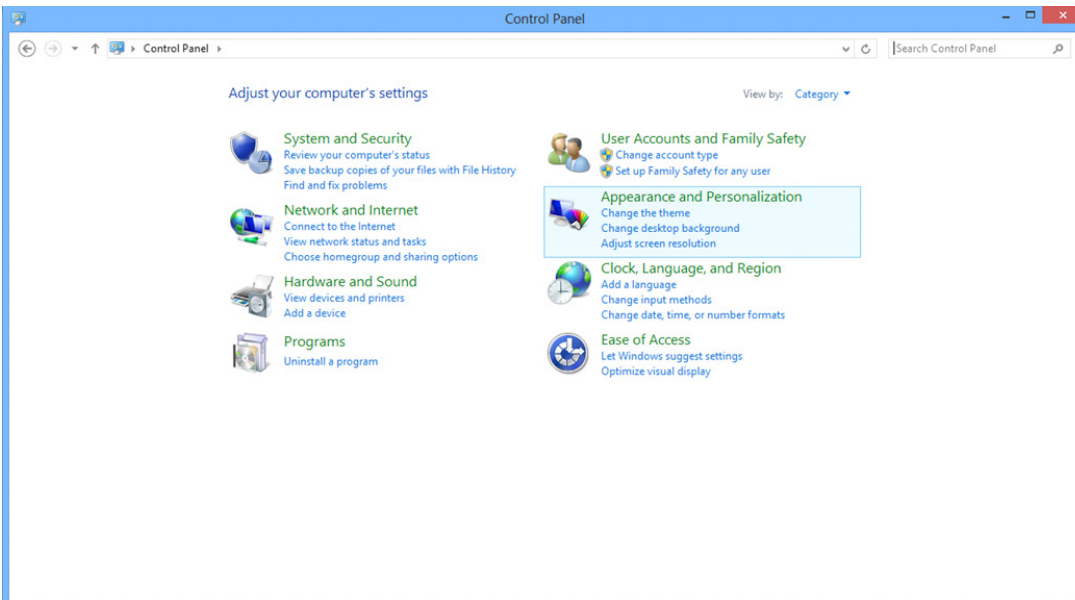 Control Panel
Control Panel
Search Control Panel
Adjust your computer's settings
View by: Category
System and Security
Review your computer's status
Save backup copies of your files with File History
Find and fix problems
Network and Internet
Connect to the Internet
View network status and tasks
Choose homegroup and sharing options
Hardware and Sound
View devices and printers
Add a device
Programs
Uninstall a program
User Accounts and Family Safety
Change account type
Set up Family Safety for any user
Appearance and Personalization
Change the theme
Change desktop background
Adjust screen resolution
Clock, Language, and Region
Add a language
Change input methods
Change date, time, or number formats
Ease of Access
Let Windows suggest settings
Optimize visual display